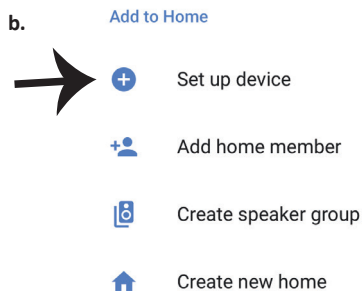 b.
Add to Home
Set up device
Add home member
Create speaker group
Create new home